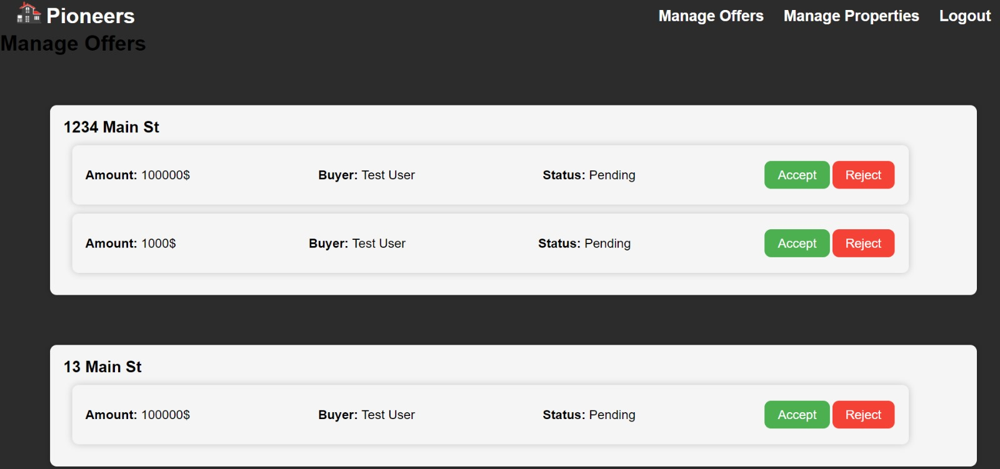 Pioneers Manage Offers Manage Properties Logout
Manage Offers
1234 Main St
Amount: 100000$ Buyer: Test User Status: Pending Accept Reject
Amount: 1000$ Buyer: Test User Status: Pending Accept Reject
13 Main St
Amount: 100000$ Buyer: Test User Status: Pending Accept Reject